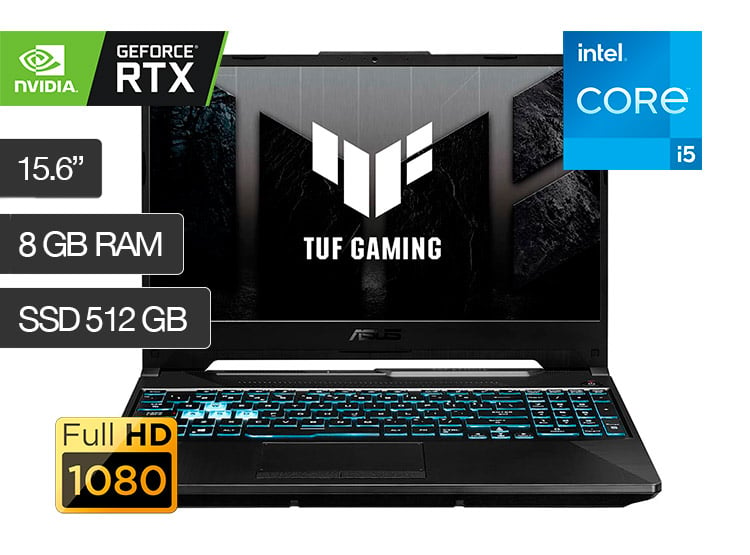 NVIDIA.
GEFORCE
RTX
intel.
CORE
i5
15.6”
8 GB RAM
SSD 512 GB
TUF GAMING
ASUS
Full HD
1080